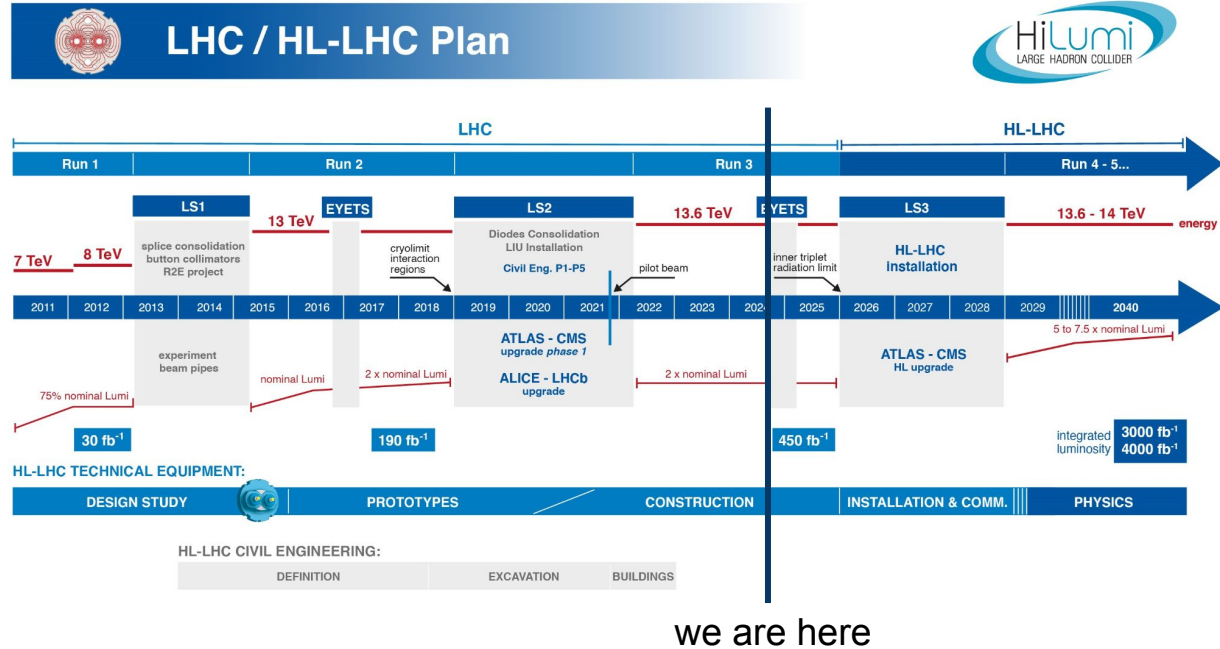 LHC / HL-LHC Plan
HiLumi
LARGE HADRON COLLIDER
LHC
HL-LHC
Run 1
Run 2
Run 3
Run 4 - 5...
LS1
EYETS
LS2
EYETS
LS3
13 TeV
13.6 TeV
13.6 - 14 TeV
energy
7 TeV
8 TeV
splice consolidation
button collimators
R2E project
cryolimit
interaction
regions
Diodes Consolidation
LIU Installation
Civil Eng. P1-P5
pilot beam
inner triplet
radiation limit
HL-LHC
installation
2011 2012 2013 2014 2015 2016 2017 2018 2019 2020 2021 2022 2023 2024 2025 2026 2027 2028 2029 2040
5 to 7.5 x nominal Lumi
experiment
beam pipes
ATLAS - CMS
upgrade phase 1
ALICE - LHCb
upgrade
ATLAS - CMS
HL upgrade
75% nominal Lumi
nominal Lumi
2 x nominal Lumi
2 x nominal Lumi
30 fb⁻¹
190 fb⁻¹
450 fb⁻¹
integrated
luminosity
3000 fb⁻¹
4000 fb⁻¹
HL-LHC TECHNICAL EQUIPMENT:
DESIGN STUDY
PROTOTYPES
CONSTRUCTION
INSTALLATION & COMM.
PHYSICS
HL-LHC CIVIL ENGINEERING:
DEFINITION
EXCAVATION
BUILDINGS
we are here